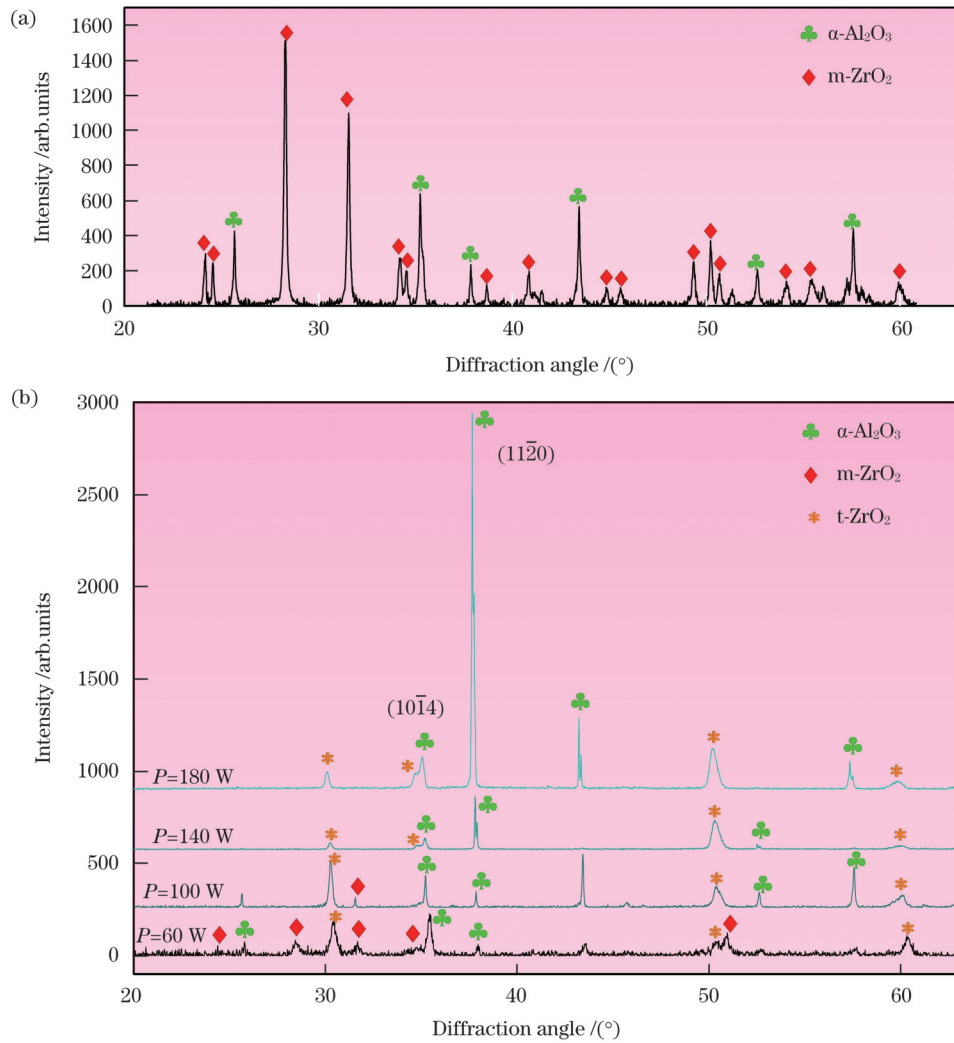 (a)
1600
1400
1200
1000
800
600
400
200
0
Intensity /arb.units
α-Al₂O₃
m-ZrO₂
20 30 40 50 60
Diffraction angle /(°)
(b)
3000
2500
2000
1500
1000
500
0
Intensity /arb.units
α-Al₂O₃
m-ZrO₂
t-ZrO₂
(112̅0)
(101̅4)
P=180 W
P=140 W
P=100 W
P=60 W
20 30 40 50 60
Diffraction angle /(°)